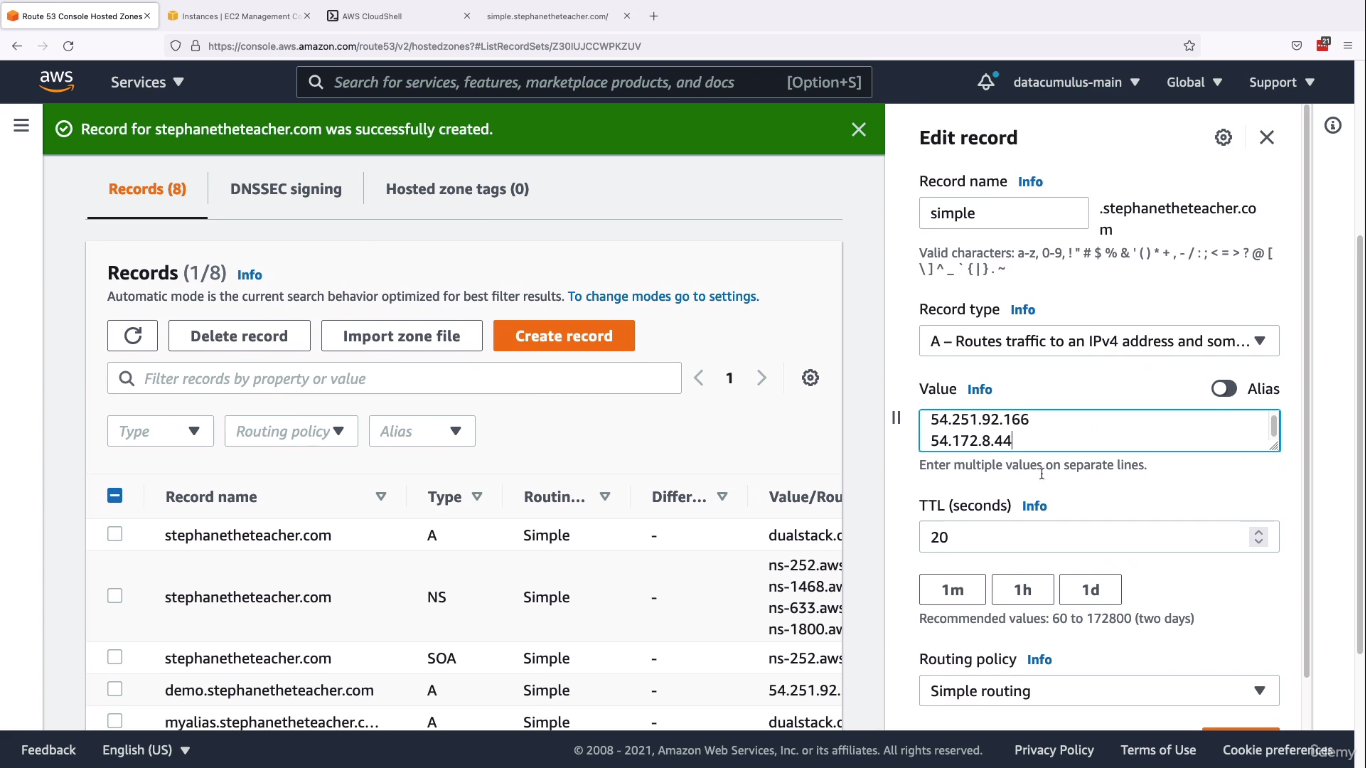 Route 53 Console Hosted Zones
Instances | EC2 Management C
AWS CloudShell
simple.stephanetheteacher.com/
https://console.aws.amazon.com/route53/v2/hostedzones?#ListRecordSets/Z30IUJCCWPKZUV
21
aws
Services
Search for services, features, marketplace products, and docs
[Option+S]
datacumulus-main
Global
Support
Record for stephanetheteacher.com was successfully created.
Records (8)
DNSSEC signing
Hosted zone tags (0)
Records (1/8) Info
Automatic mode is the current search behavior optimized for best filter results. To change modes go to settings.
Delete record
Import zone file
Create record
Filter records by property or value
1
Type
Routing policy
Alias
Record name
Type
Routin...
Differ...
Value/Rou
stephanetheteacher.com A Simple - dualstack.c
stephanetheteacher.com NS Simple -
ns-252.aws
ns-1468.aw
ns-633.aws
ns-1800.aw
stephanetheteacher.com SOA Simple - ns-252.aws
demo.stephanetheteacher.com A Simple - 54.251.92.
myalias.stephanetheteacher.c... A Simple - dualstack.c
Edit record
Record name Info
simple
.stephanetheteacher.co
m
Valid characters: a-z, 0-9, ! " # $ % & ' ( ) * + , - / : ; < = > ? @ [
\ ] ^ _ ` { | } . ~
Record type Info
A – Routes traffic to an IPv4 address and som...
Value Info
Alias
54.251.92.166
54.172.8.44
Enter multiple values on separate lines.
TTL (seconds) Info
20
1m
1h
1d
Recommended values: 60 to 172800 (two days)
Routing policy Info
Simple routing
Feedback
English (US)
© 2008 - 2021, Amazon Web Services, Inc. or its affiliates. All rights reserved.
Privacy Policy
Terms of Use
Cookie preferences
Udemy